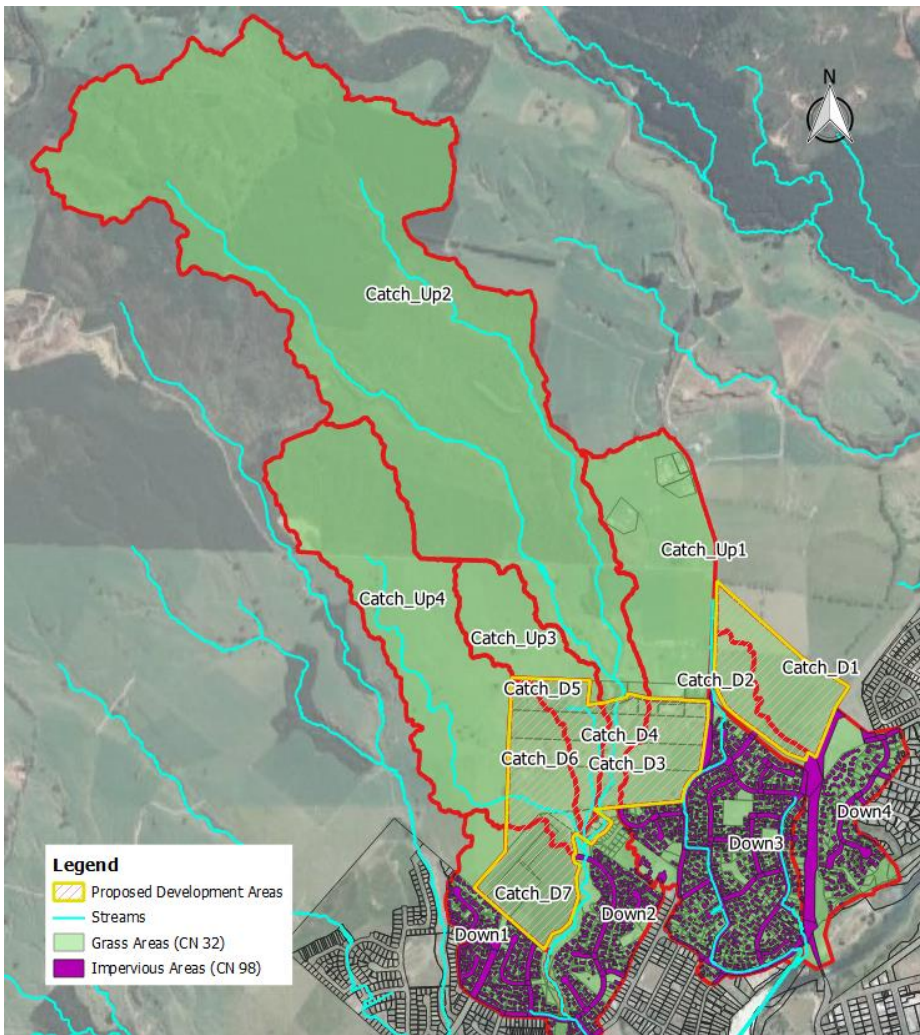 N
Catch_Up2
Catch_Up1
Catch_Up4
Catch_Up3
Catch_D2
Catch_D1
Catch_D5
Catch_D4
Catch_D6
Catch_D3
Down4
Down3
Catch_D7
Down2
Down1
Legend
Proposed Development Areas
Streams
Grass Areas (CN 32)
Impervious Areas (CN 98)